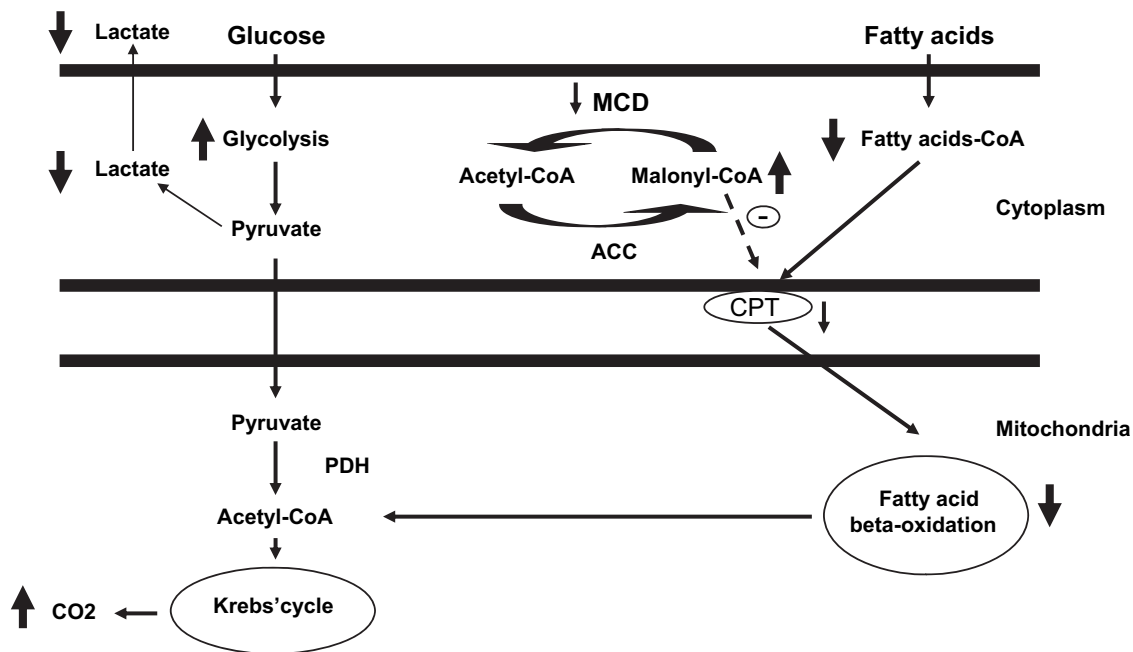 Lactate
Glucose
Fatty acids
MCD
Glycolysis
Fatty acids-CoA
Lactate
Acetyl-CoA
Malonyl-CoA
Cytoplasm
-
Pyruvate
ACC
CPT
Pyruvate
Mitochondria
PDH
Fatty acid
beta-oxidation
Acetyl-CoA
Krebs’cycle
CO2